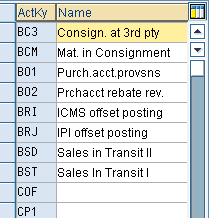 ActKy Name
BC3 Consign. at 3rd pty
BCM Mat. in Consignment
BO1 Purch.acct.provsns
BO2 Prchacct rebate rev.
BRI ICMS offset posting
BRJ IPI offset posting
BSD Sales in Transit II
BST Sales In Transit I
COF
CP1